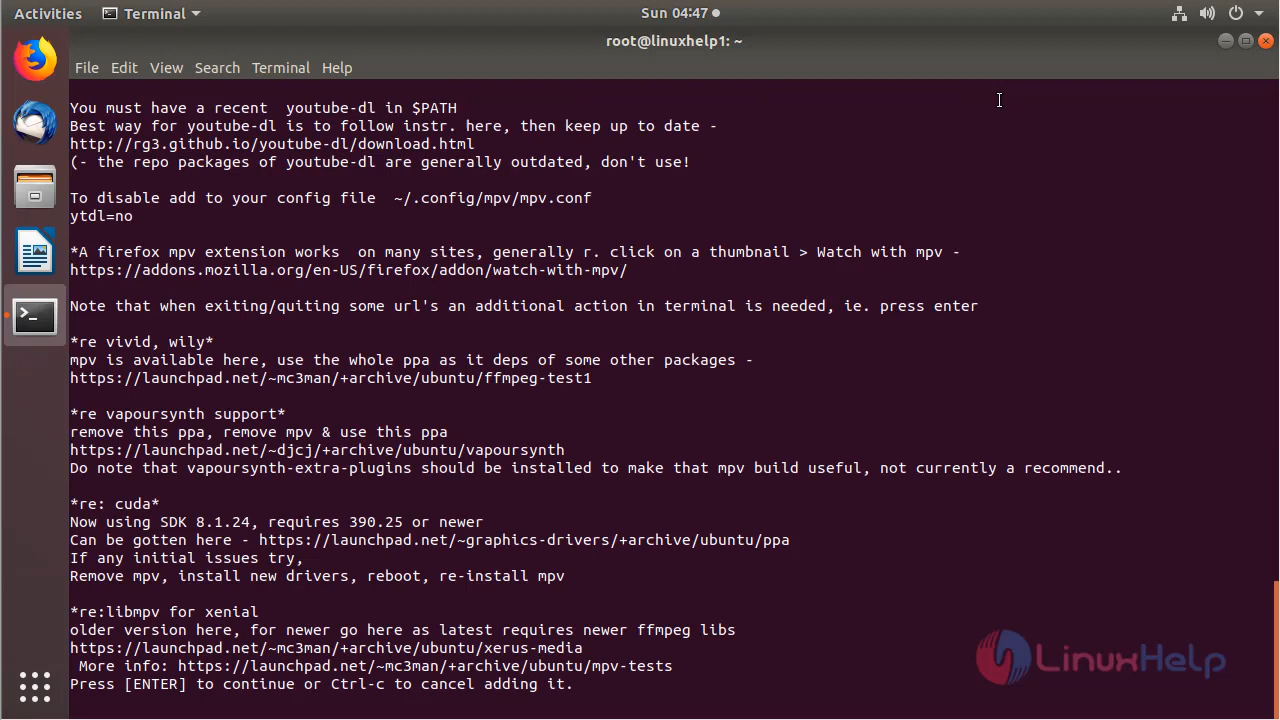 Activities Terminal Sun 04:47
root@linuxhelp1: ~
File Edit View Search Terminal Help
You must have a recent  youtube-dl in $PATH
Best way for youtube-dl is to follow instr. here, then keep up to date -
http://rg3.github.io/youtube-dl/download.html
(- the repo packages of youtube-dl are generally outdated, don't use!
To disable add to your config file  ~/.config/mpv/mpv.conf
ytdl=no
*A firefox mpv extension works  on many sites, generally r. click on a thumbnail > Watch with mpv -
https://addons.mozilla.org/en-US/firefox/addon/watch-with-mpv/
Note that when exiting/quiting some url's an additional action in terminal is needed, ie. press enter
*re vivid, wily*
mpv is available here, use the whole ppa as it deps of some other packages -
https://launchpad.net/~mc3man/+archive/ubuntu/ffmpeg-test1
*re vapoursynth support*
remove this ppa, remove mpv & use this ppa
https://launchpad.net/~djcj/+archive/ubuntu/vapoursynth
Do note that vapoursynth-extra-plugins should be installed to make that mpv build useful, not currently a recommend..
*re: cuda*
Now using SDK 8.1.24, requires 390.25 or newer
Can be gotten here - https://launchpad.net/~graphics-drivers/+archive/ubuntu/ppa
If any initial issues try,
Remove mpv, install new drivers, reboot, re-install mpv
*re:libmpv for xenial
older version here, for newer go here as latest requires newer ffmpeg libs
https://launchpad.net/~mc3man/+archive/ubuntu/xerus-media
 More info: https://launchpad.net/~mc3man/+archive/ubuntu/mpv-tests
Press [ENTER] to continue or Ctrl-c to cancel adding it.
LinuxHelp